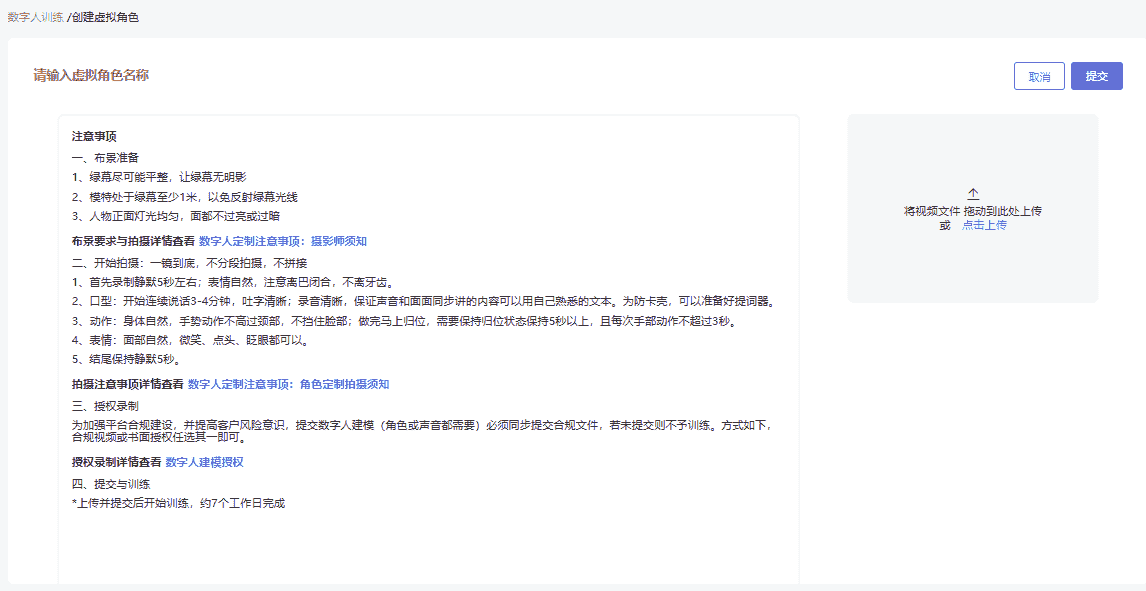 数字人训练 /创建虚拟角色
请输入虚拟角色名称
取消
提交
注意事项
一、布景准备
1、绿幕尽可能平整，让绿幕无明影
2、模特处于绿幕至少1米，以免反射绿幕光线
3、人物正面灯光均匀，面部不过亮或过暗
布景要求与拍摄详情查看 数字人定制注意事项：摄影师须知
二、开始拍摄：一镜到底，不分段拍摄，不拼接
1、首先录制静默5秒左右；表情自然，注意嘴巴闭合，不离牙齿。
2、口型：开始连续说话3-4分钟，吐字清晰；录音清晰，保证声音和画面同步讲的内容可以用自己熟悉的文本。为防卡壳，可以准备好提词器。
3、动作：身体自然，手势动作不高过颈部，不挡住脸部；做完马上归位，需要保持归位状态保持5秒以上，且每次手部动作不超过3秒。
4、表情：面部自然，微笑、点头、眨眼都可以。
5、结尾保持静默5秒。
拍摄注意事项详情查看 数字人定制注意事项：角色定制拍摄须知
三、授权录制
为加强平台合规建设，并提高客户风险意识，提交数字人建模（角色或声音都需要）必须同步提交合规文件，若未提交则不予训练。方式如下，
合规视频或书面授权任选其一即可。
授权录制详情查看 数字人建模授权
四、提交与训练
*上传并提交后开始训练，约7个工作日完成
将视频文件 拖动到此处上传
或 点击上传